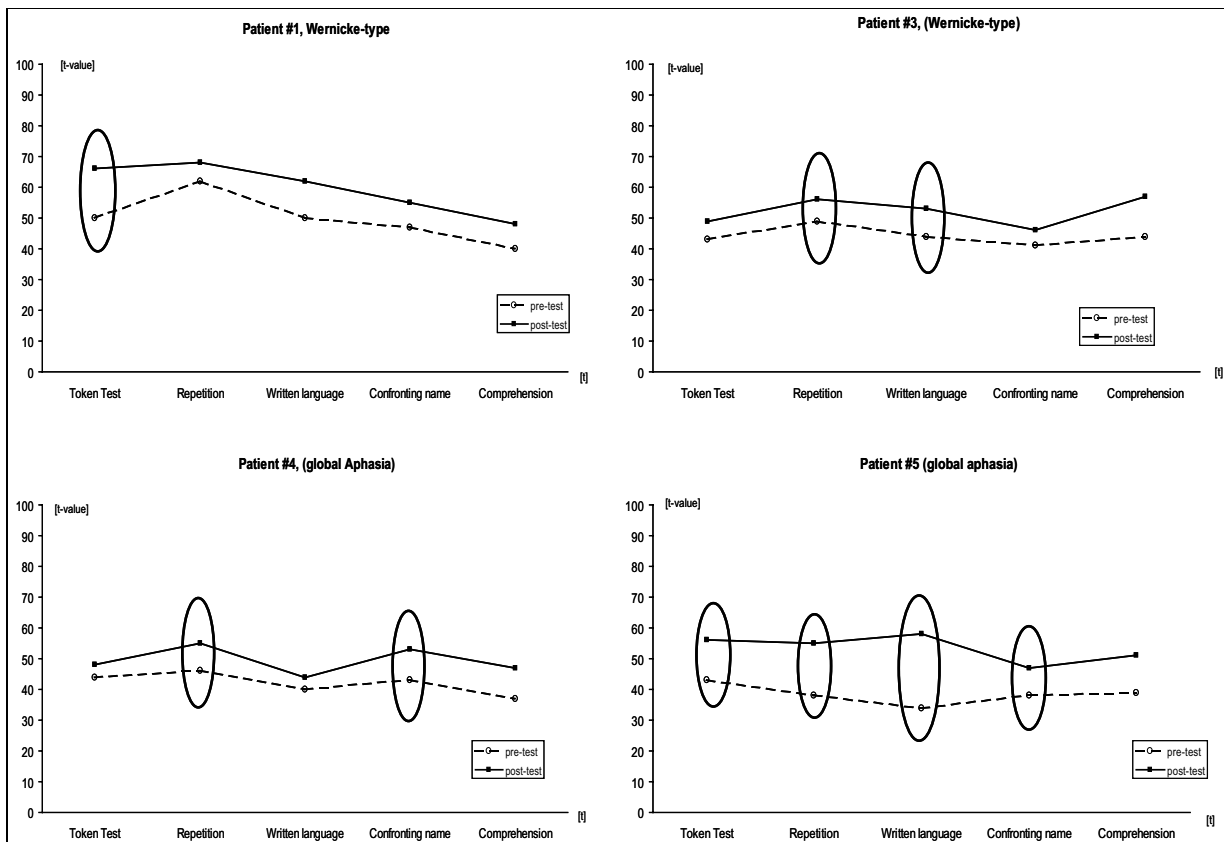 Patient #1, Wernicke-type
[t-value]
100
90
80
70
60
50
40
30
20
10
0
pre-test
post-test
Token Test Repetition Written language Confronting name Comprehension
[t]
Patient #3, (Wernicke-type)
[t-value]
100
90
80
70
60
50
40
30
20
10
0
pre-test
post-test
Token Test Repetition Written language Confronting name Comprehension
[t]
Patient #4, (global Aphasia)
[t-value]
100
90
80
70
60
50
40
30
20
10
0
pre-test
post-test
Token Test Repetition Written language Confronting name Comprehension
[t]
Patient #5 (global aphasia)
[t-value]
100
90
80
70
60
50
40
30
20
10
0
pre-test
post-test
Token Test Repetition Written language Confronting name Comprehension
[t]